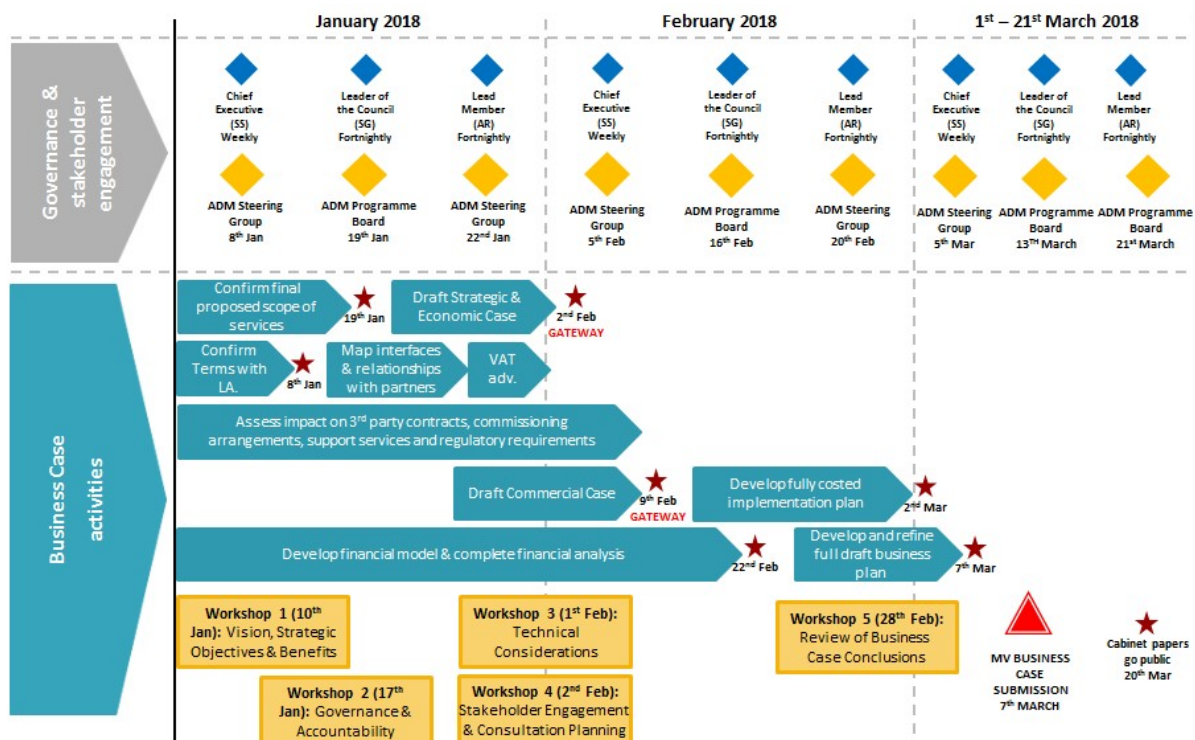 January 2018
February 2018
1st – 21st March 2018
Governance &
stakeholder
engagement
Chief
Executive
(SS)
Weekly
Leader of
the Council
(SG)
Fortnightly
Lead
Member
(AR)
Fortnightly
Chief
Executive
(SS)
Weekly
Leader of
the Council
(SG)
Fortnightly
Lead
Member
(AR)
Fortnightly
Chief
Executive
(SS)
Weekly
Leader of
the Council
(SG)
Fortnightly
Lead
Member
(AR)
Fortnightly
ADM Steering
Group
8th Jan
ADM Programme
Board
19th Jan
ADM Steering
Group
22nd Jan
ADM Steering
Group
5th Feb
ADM Programme
Board
16th Feb
ADM Steering
Group
20th Feb
ADM Steering
Group
5th Mar
ADM Programme
Board
13TH March
ADM Programme
Board
21st March
Business Case
activities
Confirm final
proposed scope of
services
19th Jan
Draft Strategic &
Economic Case
2nd Feb
GATEWAY
Confirm
Terms with
LA.
8th Jan
Map interfaces
& relationships
with partners
VAT
adv.
Assess impact on 3rd party contracts, commissioning
arrangements, support services and regulatory requirements
Draft Commercial Case
9th Feb
GATEWAY
Develop fully costed
implementation plan
2nd Mar
Develop financial model & complete financial analysis
22nd Feb
Develop and refine
full draft business
plan
7th Mar
Workshop 1 (10th
Jan): Vision, Strategic
Objectives & Benefits
Workshop 2 (17th
Jan): Governance &
Accountability
Workshop 3 (1st Feb):
Technical
Considerations
Workshop 4 (2nd Feb):
Stakeholder Engagement
& Consultation Planning
Workshop 5 (28th Feb):
Review of Business
Case Conclusions
MV BUSINESS
CASE
SUBMISSION
7th MARCH
Cabinet papers
go public
20th Mar